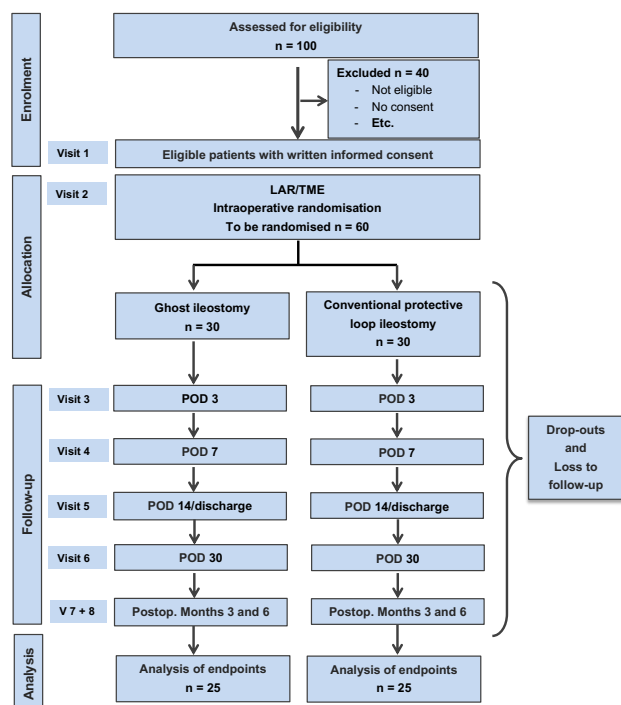 Enrolment
Assessed for eligibility
n = 100
Excluded n = 40
- Not eligible
- No consent
- Etc.
Visit 1
Eligible patients with written informed consent
Allocation
Visit 2
LAR/TME
Intraoperative randomisation
To be randomised n = 60
Ghost ileostomy
n = 30
Conventional protective
loop ileostomy
n = 30
Follow-up
Visit 3
POD 3
POD 3
Visit 4
POD 7
POD 7
Visit 5
POD 14/discharge
POD 14/discharge
Visit 6
POD 30
POD 30
V 7 + 8
Postop. Months 3 and 6
Postop. Months 3 and 6
Drop-outs
and
Loss to
follow-up
Analysis
Analysis of endpoints
n = 25
Analysis of endpoints
n = 25